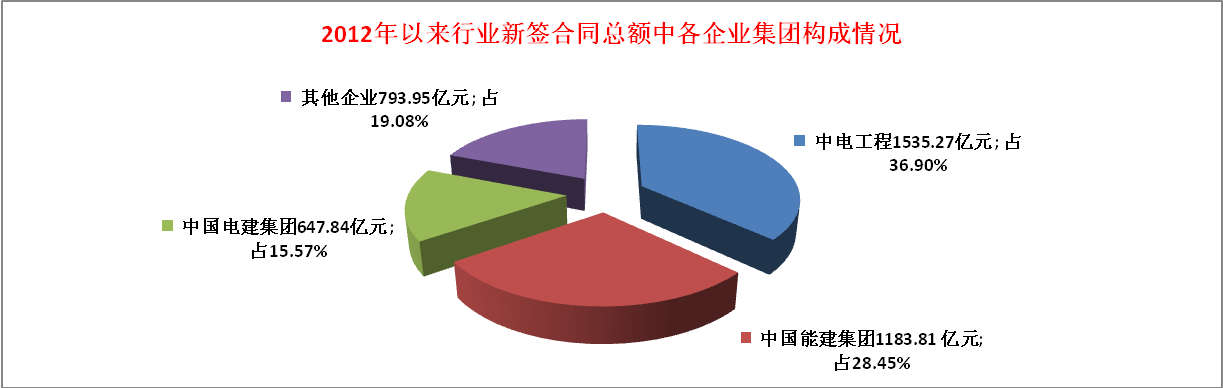 2012年以来行业新签合同总额中各企业集团构成情况
其他企业793.95亿元; 占
19.08%
中电工程1535.27亿元; 占
36.90%
中国电建集团647.84亿元;
占15.57%
中国能建集团1183.81 亿元;
占28.45%